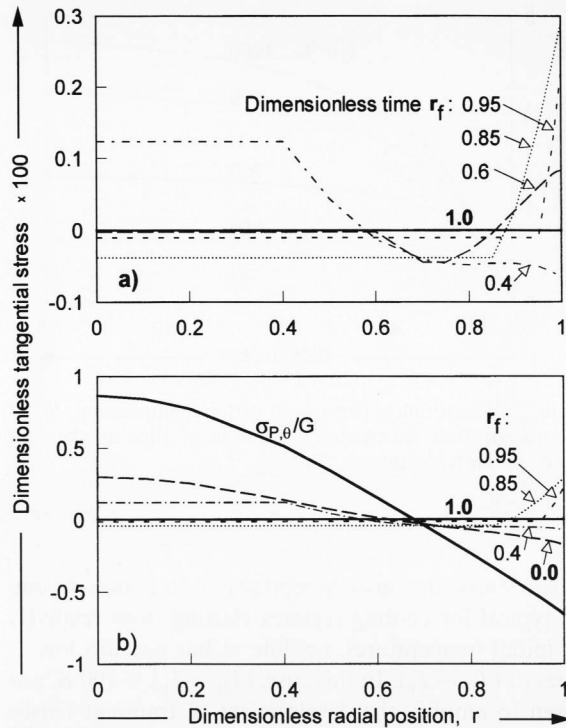 Dimensionless tangential stress × 100
0.3
0.2
0.1
0
-0.1
Dimensionless time rf : 0.95
0.85
0.6
1.0
0.4
a)
0 0.2 0.4 0.6 0.8 1
1
0.5
0
-0.5
-1
σP,θ/G
rf :
0.95
0.85
1.0
0.4
0.0
b)
0 0.2 0.4 0.6 0.8 1
Dimensionless radial position, r